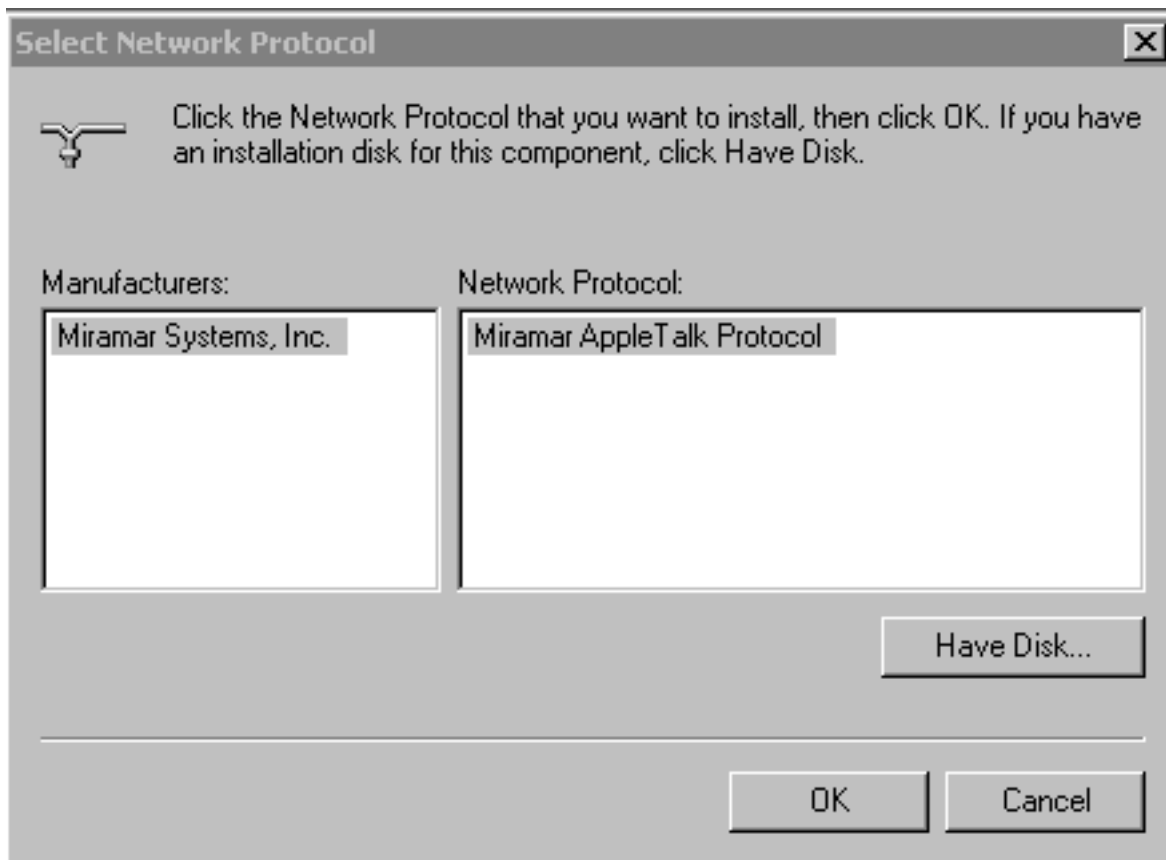 Select Network Protocol
Click the Network Protocol that you want to install, then click OK. If you have
an installation disk for this component, click Have Disk.
Manufacturers:
Network Protocol:
Miramar Systems, Inc.
Miramar AppleTalk Protocol
Have Disk...
OK
Cancel